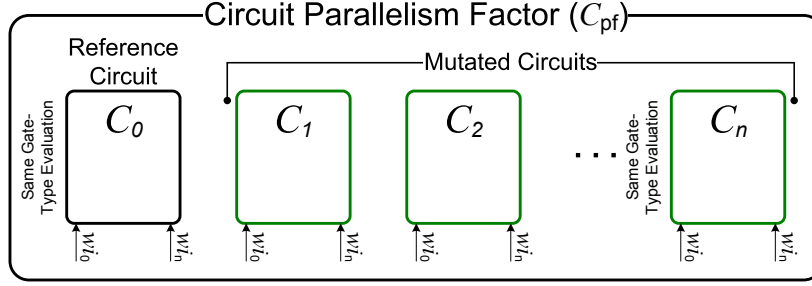 Circuit Parallelism Factor (Cpf)
Reference
Circuit
Mutated Circuits
Same Gate-
Type Evaluation
C0
C1
C2
. . .
Same Gate-
Type Evaluation
Cn
wi0
win
wi0
win
wi0
win
wi0
win